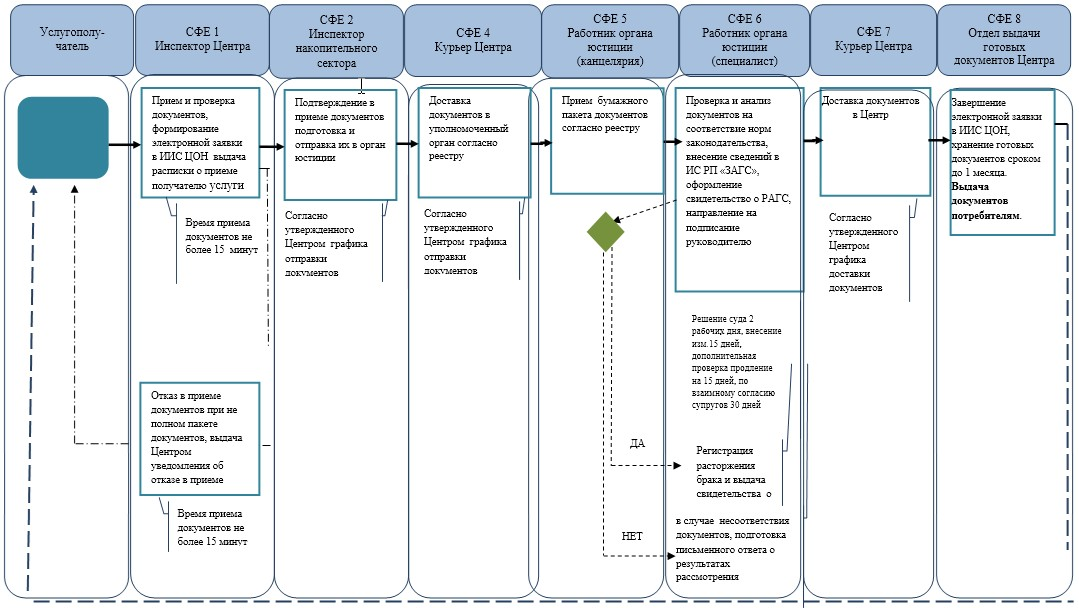 Услугополу-
чатель
СФЕ 1
Инспектор Центра
СФЕ 2
Инспектор
накопительного
сектора
СФЕ 4
Курьер Центра
СФЕ 5
Работник органа
юстиции
(канцелярия)
СФЕ 6
Работник органа
юстиции
(специалист)
СФЕ 7
Курьер Центра
СФЕ 8
Отдел выдачи
готовых
документов Центра
Прием и проверка
документов,
формирование
электронной заявки
в ИИС ЦОН выдача
расписки о приеме
получателю услуги
Время приема
документов не
более 15 минут
Отказ в приеме
документов при не
полном пакете
документов, выдача
Центром
уведомления об
отказе в приеме
Время приема
документов не
более 15 минут
Подтверждение в
приеме документов
подготовка и
отправка их в орган
юстиции
Согласно
утвержденного
Центром графика
отправки
документов
Доставка
документов в
уполномоченный
орган согласно
реестру
Согласно
утвержденного
Центром графика
отправки
документов
Прием бумажного
пакета документов
согласно реестру
ДА
НЕТ
Проверка и анализ
документов на
соответствие норм
законодательства,
внесение сведений в
ИС РП «ЗАГС»,
оформление
свидетельство о РАГС,
направление на
подписание
руководителю
Решение суда 2
рабочих дня, внесение
изм.15 дней,
дополнительная
проверка продление
на 15 дней, по
взаимному согласию
супругов 30 дней
Регистрация
расторжения
брака и выдача
свидетельства о
в случае несоответствия
документов, подготовка
письменного ответа о
результатах
рассмотрения
Доставка документов
в Центр
Согласно
утвержденного
Центром
графика
доставки
документов
Завершение
электронной заявки
в ИИС ЦОН,
хранение готовых
документов сроком
до 1 месяца.
Выдача
документов
потребителям.